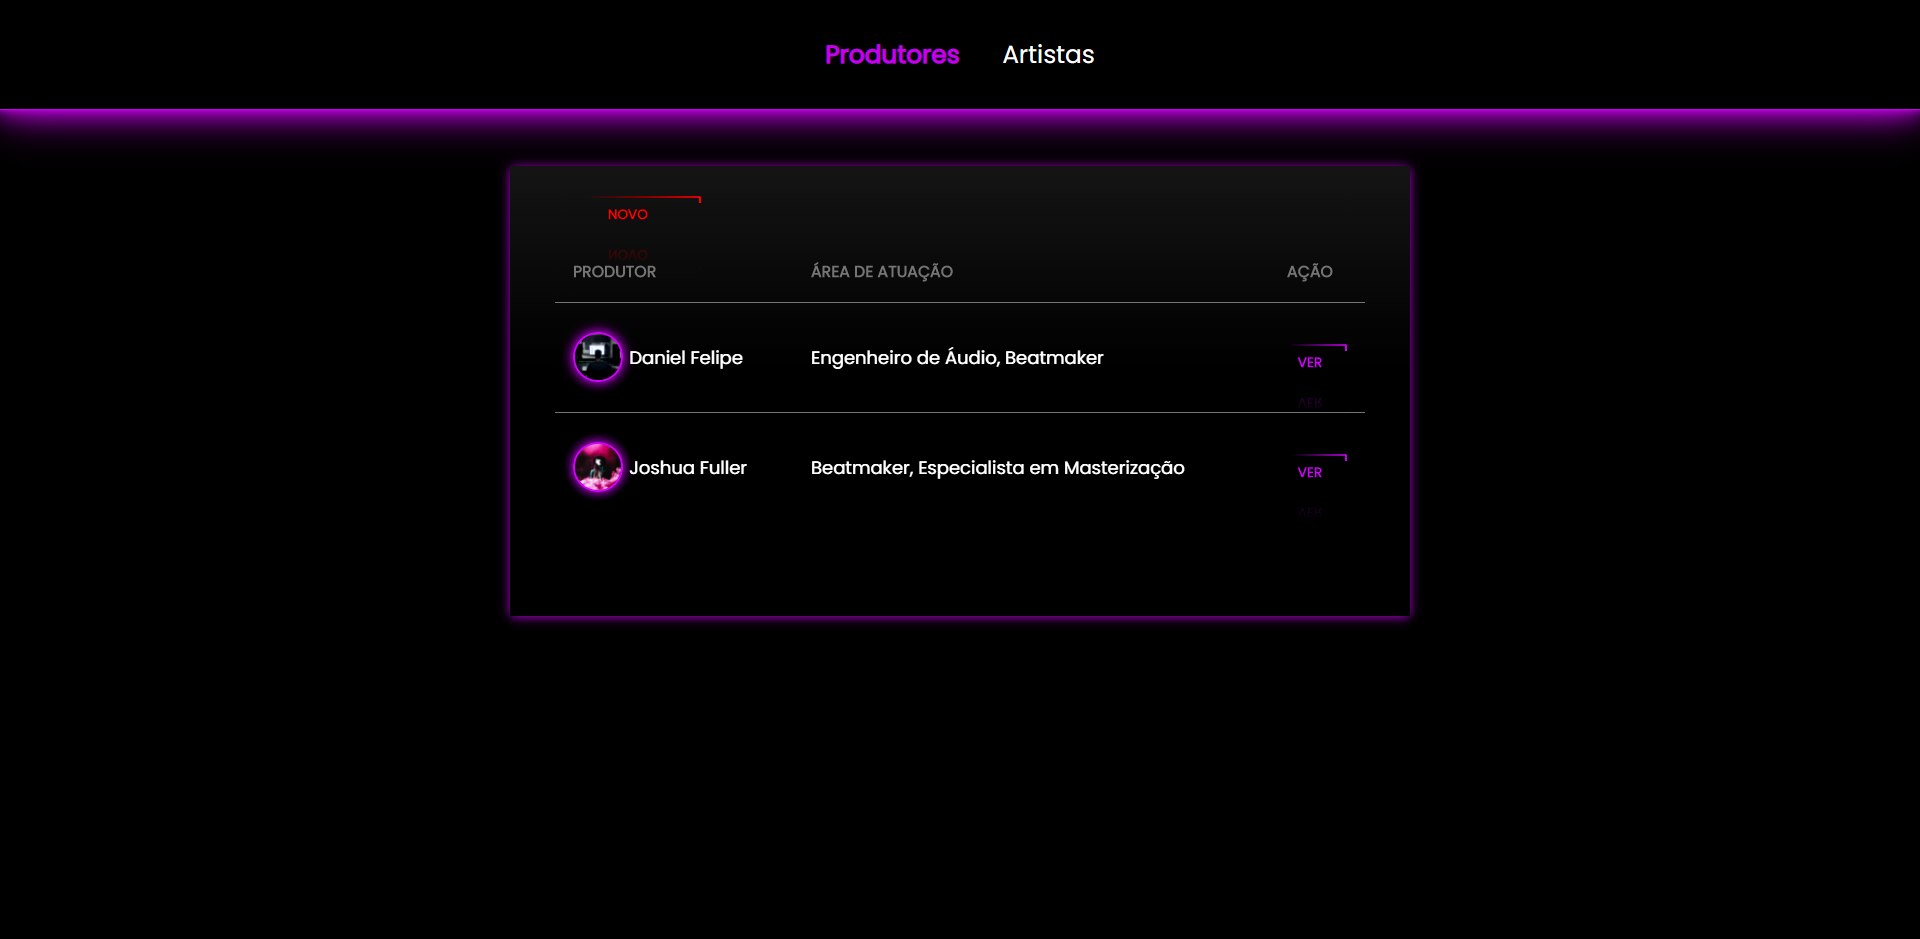 Produtores Artistas
NOVO
PRODUTOR ÁREA DE ATUAÇÃO AÇÃO
Daniel Felipe Engenheiro de Áudio, Beatmaker VER
Joshua Fuller Beatmaker, Especialista em Masterização VER